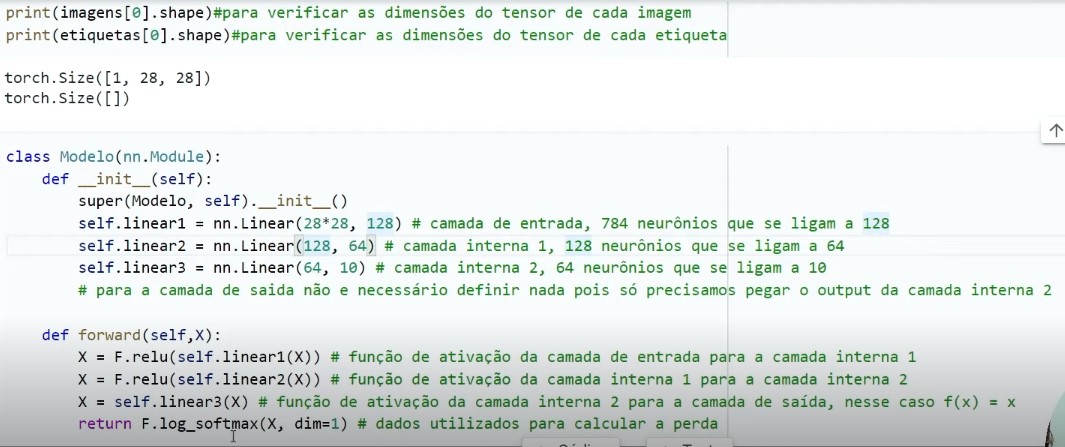 print(imagens[0].shape)#para verificar as dimensões do tensor de cada imagem
print(etiquetas[0].shape)#para verificar as dimensões do tensor de cada etiqueta
torch.Size([1, 28, 28])
torch.Size([])
class Modelo(nn.Module):
    def __init__(self):
        super(Modelo, self).__init__()
        self.linear1 = nn.Linear(28*28, 128) # camada de entrada, 784 neurônios que se ligam a 128
        self.linear2 = nn.Linear(128, 64) # camada interna 1, 128 neurônios que se ligam a 64
        self.linear3 = nn.Linear(64, 10) # camada interna 2, 64 neurônios que se ligam a 10
        # para a camada de saida não e necessário definir nada pois só precisamos pegar o output da camada interna 2
    def forward(self,X):
        X = F.relu(self.linear1(X)) # função de ativação da camada de entrada para a camada interna 1
        X = F.relu(self.linear2(X)) # função de ativação da camada interna 1 para a camada interna 2
        X = self.linear3(X) # função de ativação da camada interna 2 para a camada de saída, nesse caso f(x) = x
        return F.log_softmax(X, dim=1) # dados utilizados para calcular a perda